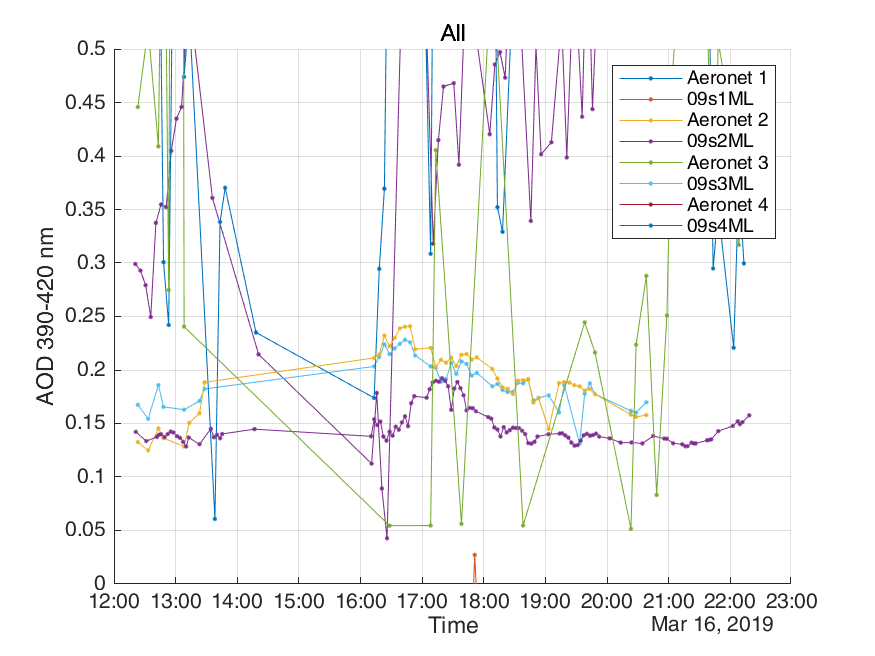 All
AOD 390-420 nm
0.5
0.45
0.4
0.35
0.3
0.25
0.2
0.15
0.1
0.05
0
Aeronet 1
09s1ML
Aeronet 2
09s2ML
Aeronet 3
09s3ML
Aeronet 4
09s4ML
12:00 13:00 14:00 15:00 16:00 17:00 18:00 19:00 20:00 21:00 22:00 23:00
Time
Mar 16, 2019